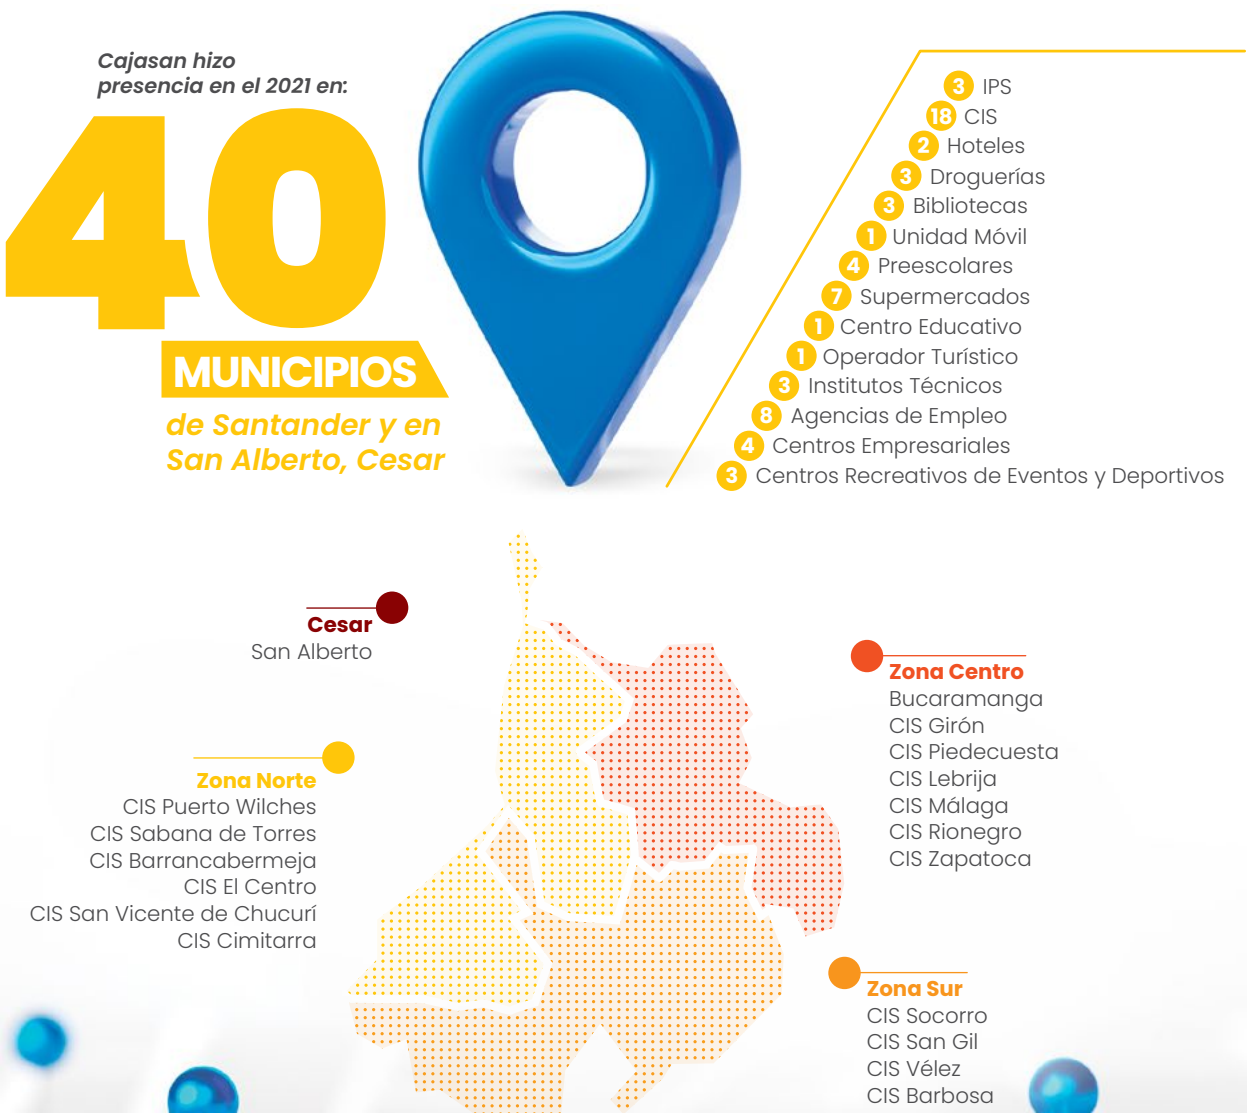 Cajasan hizo
presencia en el 2021 en:
40
MUNICIPIOS
de Santander y en
San Alberto, Cesar
3 IPS
18 CIS
2 Hoteles
3 Droguerías
3 Bibliotecas
1 Unidad Móvil
4 Preescolares
7 Supermercados
1 Centro Educativo
1 Operador Turístico
3 Institutos Técnicos
8 Agencias de Empleo
4 Centros Empresariales
3 Centros Recreativos de Eventos y Deportivos
Cesar
San Alberto
Zona Norte
CIS Puerto Wilches
CIS Sabana de Torres
CIS Barrancabermeja
CIS El Centro
CIS San Vicente de Chucurí
CIS Cimitarra
Zona Centro
Bucaramanga
CIS Girón
CIS Piedecuesta
CIS Lebrija
CIS Málaga
CIS Rionegro
CIS Zapatoca
Zona Sur
CIS Socorro
CIS San Gil
CIS Vélez
CIS Barbosa